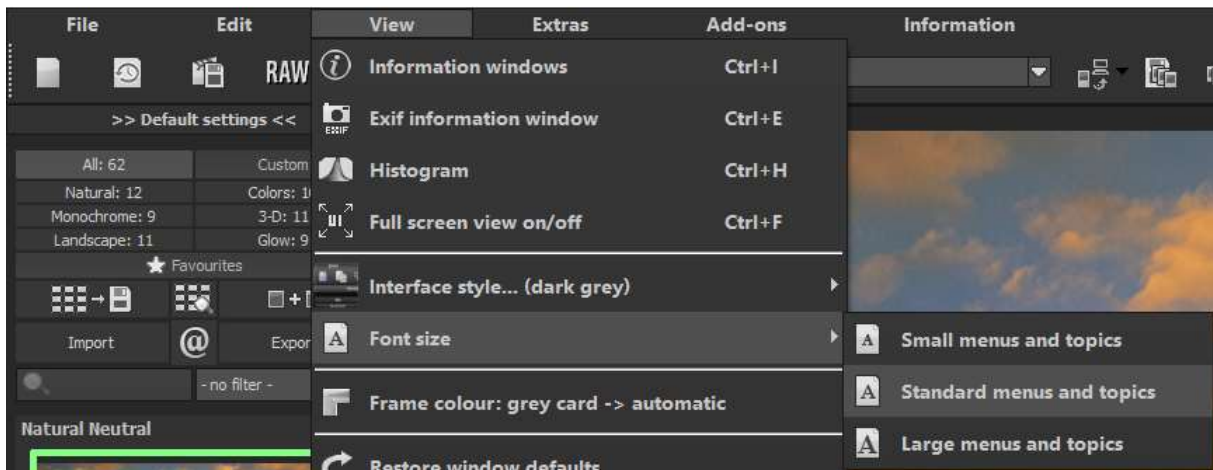 File Edit View Extras Add-ons Information
RAW
>> Default settings <<
All: 62 Custom
Natural: 12 Colors:
Monochrome: 9 3-D: 11
Landscape: 11 Glow: 9
Favourites
Import @
- no filter -
Natural Neutral
Information windows Ctrl+I
EXIF Exif information window Ctrl+E
Histogram Ctrl+H
UI Full screen view on/off Ctrl+F
Interface style... (dark grey)
A Font size
Frame colour: grey card -> automatic
Restore window defaults
A Small menus and topics
A Standard menus and topics
A Large menus and topics